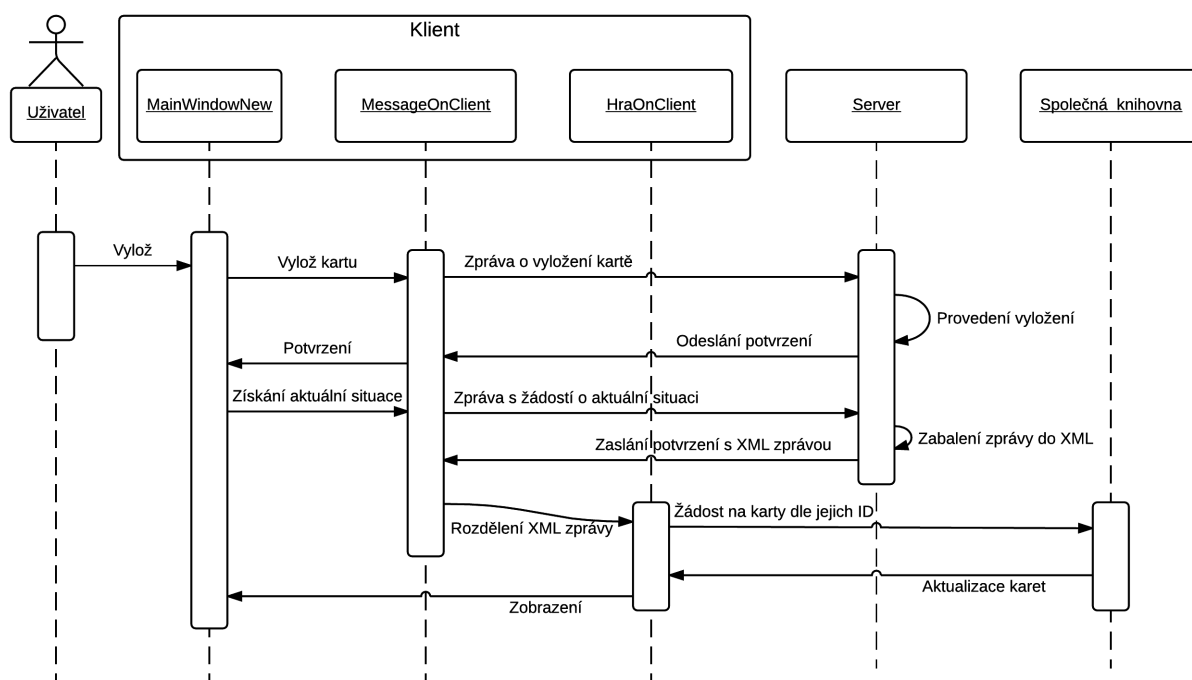 Klient
Uživatel
MainWindowNew
MessageOnClient
HraOnClient
Server
Společná knihovna
Vylož
Vylož kartu
Zpráva o vyložení kartě
Provedení vyložení
Odeslání potvrzení
Potvrzení
Získání aktuální situace
Zpráva s žádostí o aktuální situaci
Zabalení zprávy do XML
Zaslání potvrzení s XML zprávou
Žádost na karty dle jejich ID
Rozdělení XML zprávy
Aktualizace karet
Zobrazení